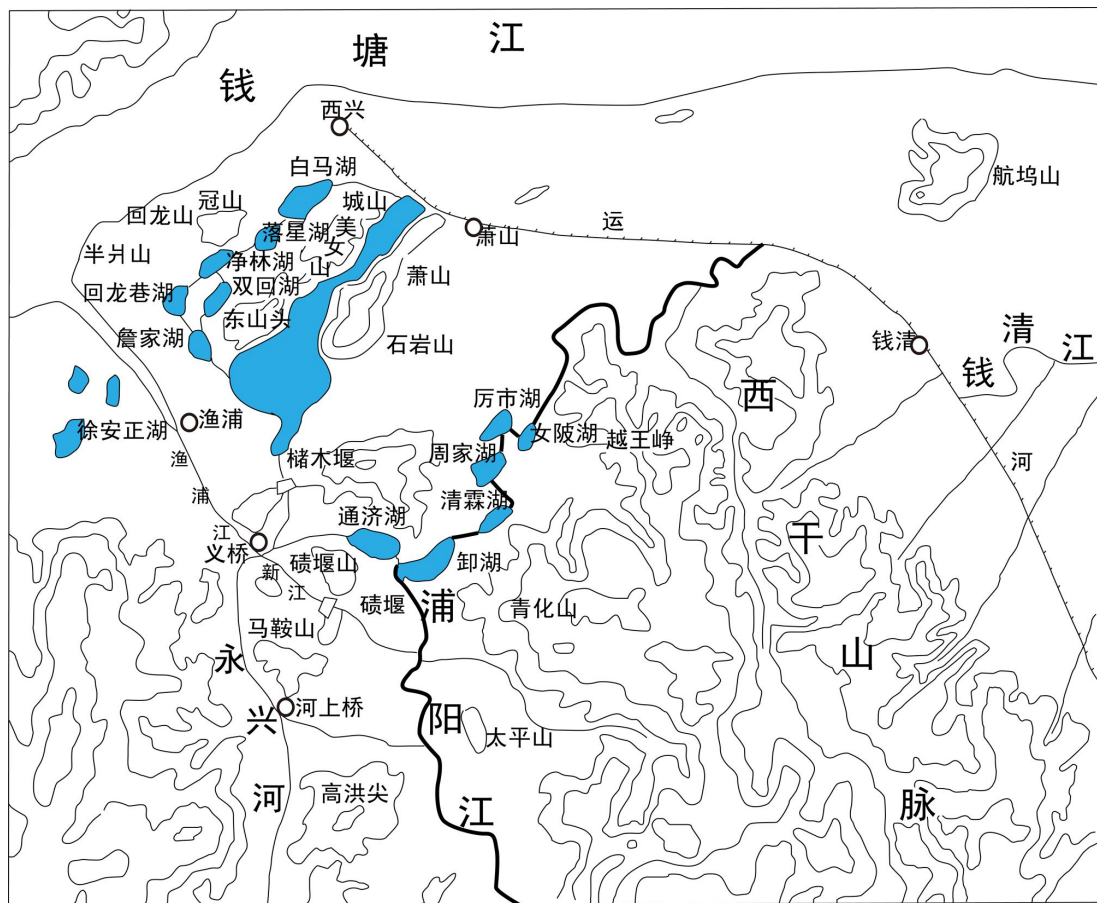 钱塘江
西兴
白马湖
城山
冠山
回龙山
落星湖
美女山
萧山
运河
航坞山
半爿山
净林湖
双回湖
回龙巷湖
东山头
萧山
詹家湖
石岩山
钱清
钱清江
西干山脉
厉市湖
女陂湖
越王峥
徐安正湖
渔浦
渔浦江
周家湖
槠木堰
清霖湖
通济湖
义桥
碛堰山
新江
卸湖
碛堰
青化山
马鞍山
浦阳江
永兴河
河上桥
太平山
高洪尖